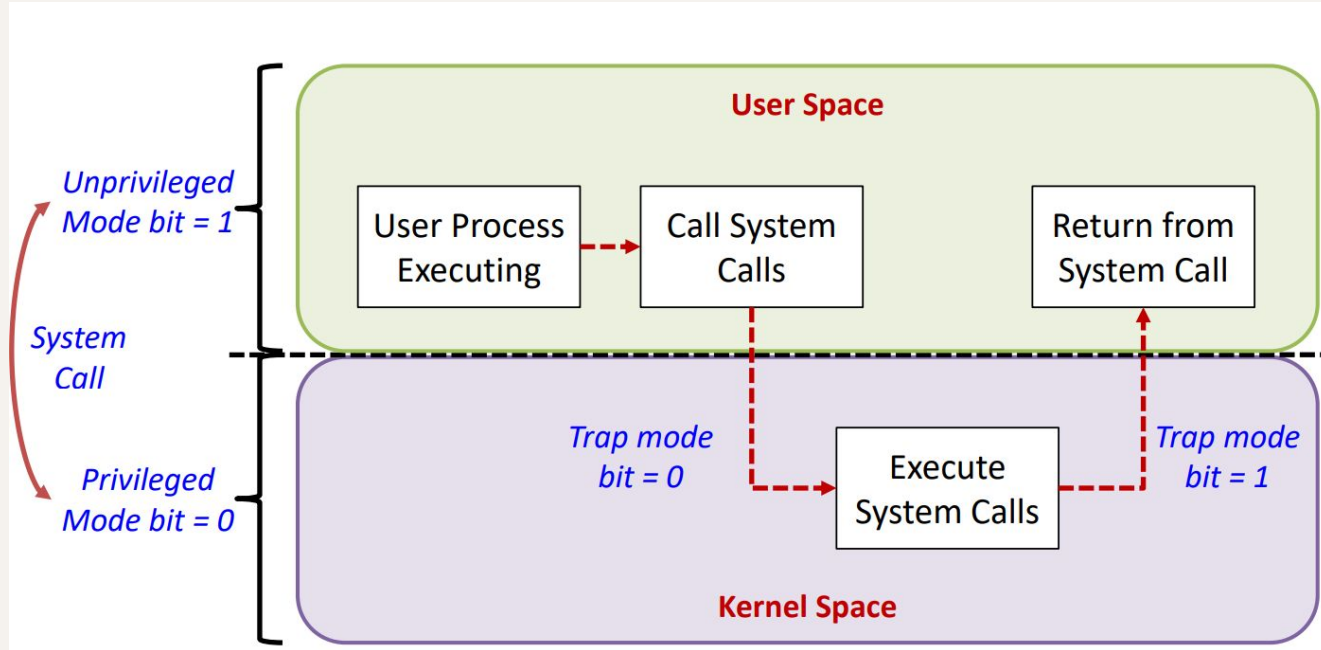 User Space
Unprivileged
Mode bit = 1
User Process
Executing
Call System
Calls
Return from
System Call
System
Call
Trap mode
bit = 0
Execute
System Calls
Trap mode
bit = 1
Privileged
Mode bit = 0
Kernel Space